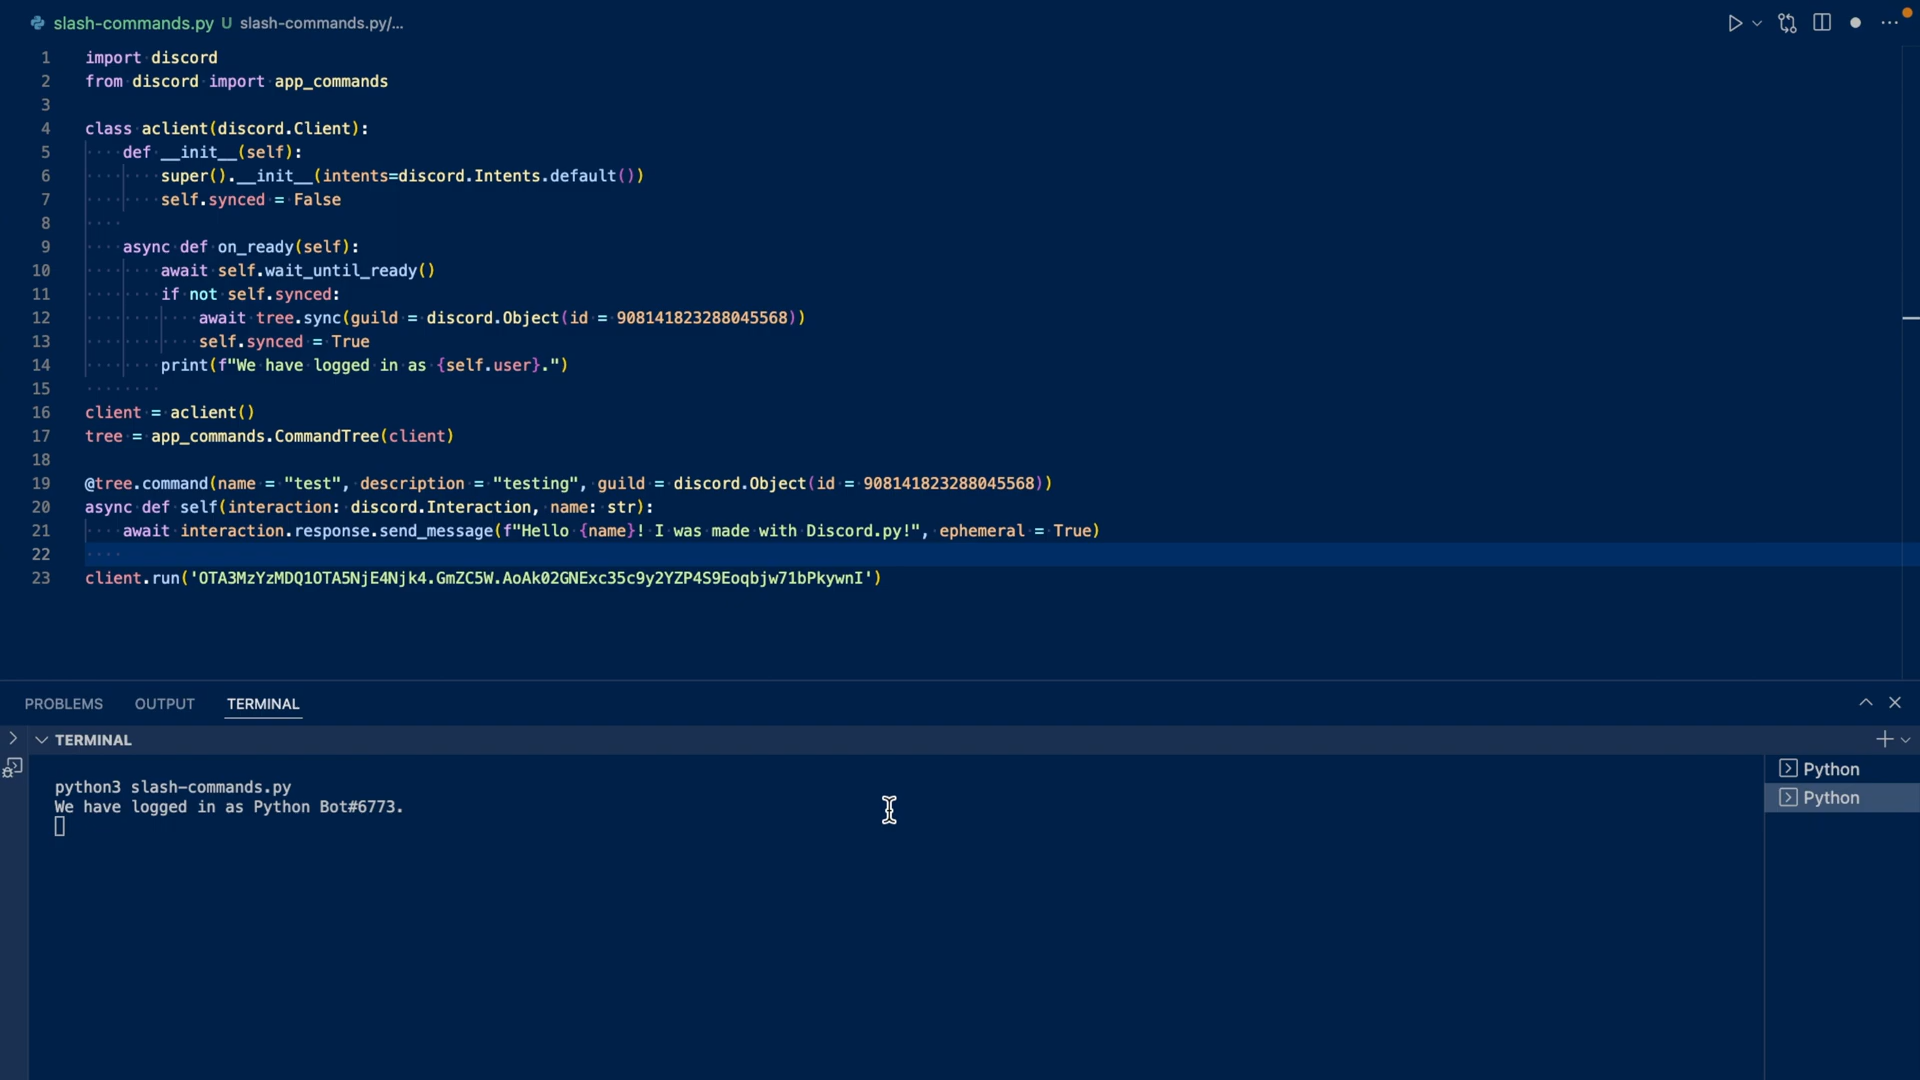 slash-commands.py U slash-commands.py/...
1 import discord
2 from discord import app_commands
3
4 class aclient(discord.Client):
5 def __init__(self):
6 super().__init__(intents=discord.Intents.default())
7 self.synced = False
8
9 async def on_ready(self):
10 await self.wait_until_ready()
11 if not self.synced:
12 await tree.sync(guild = discord.Object(id = 908141823288045568))
13 self.synced = True
14 print(f"We have logged in as {self.user}.")
15
16 client = aclient()
17 tree = app_commands.CommandTree(client)
18
19 @tree.command(name = "test", description = "testing", guild = discord.Object(id = 908141823288045568))
20 async def self(interaction: discord.Interaction, name: str):
21 await interaction.response.send_message(f"Hello {name}! I was made with Discord.py!", ephemeral = True)
22
23 client.run('OTA3MzYzMDQ1OTA5NjE4Njk4.GmZC5W.AoAk02GNExc35c9y2YZP4S9Eoqbjw71bPkywnI')
PROBLEMS OUTPUT TERMINAL
TERMINAL
python3 slash-commands.py
We have logged in as Python Bot#6773.
Python
Python